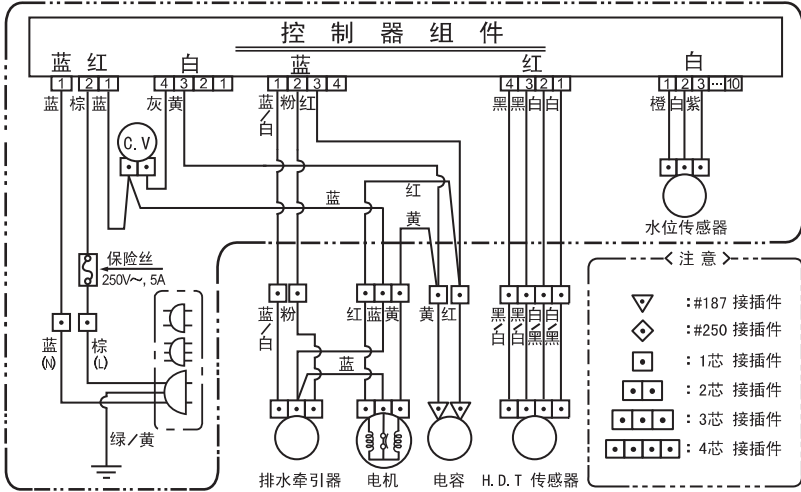 控制器组件
蓝 红 白 蓝 红 白
1 2 1 4 3 2 1 1 2 3 4 4 3 2 1 1 2 3 ··· 10
蓝 棕 蓝 灰 黄 蓝/白 粉 红 黑 黑 白 白 橙 白 紫
C.V
蓝
红
黄
水位传感器
保险丝
250V~, 5A
注意
:#187 接插件
:#250 接插件
:1芯 接插件
:2芯 接插件
:3芯 接插件
:4芯 接插件
蓝(N) 棕(L) 蓝/白 粉 红 蓝 黄 黄 红 黑/白 黑/白 白/黑 白/黑
蓝
绿/黄
排水牵引器 电机 电容 H.D.T 传感器